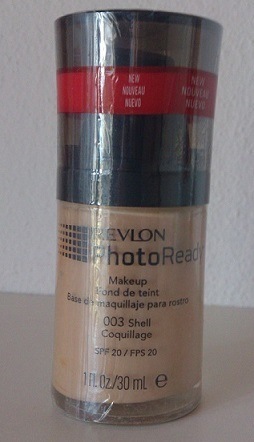 NEW
NOUVEAU
NUEVO
NEW
NOUVEAU
NUEVO
REVLON
PhotoReady
Makeup
Fond de teint
Base de maquillaje para rostro
003 Shell
Coquillage
SPF 20 / FPS 20
1 fl. Oz/30 mL e